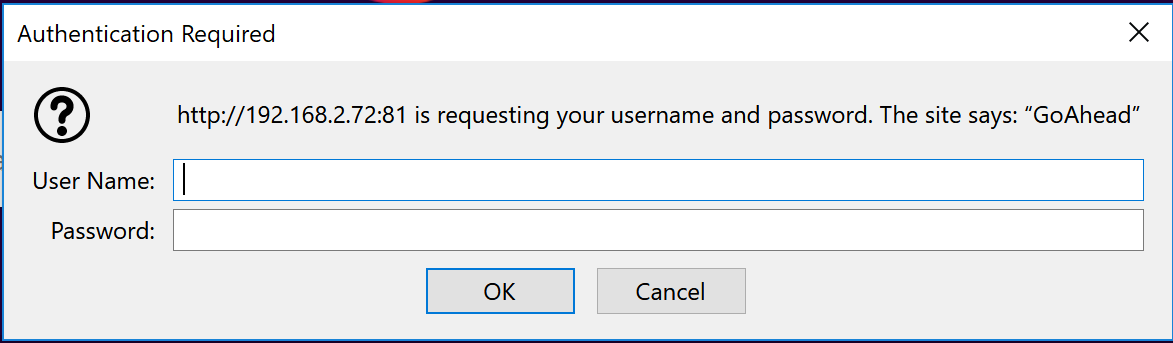 Authentication Required
http://192.168.2.72:81 is requesting your username and password. The site says: “GoAhead”
User Name:
Password:
OK Cancel